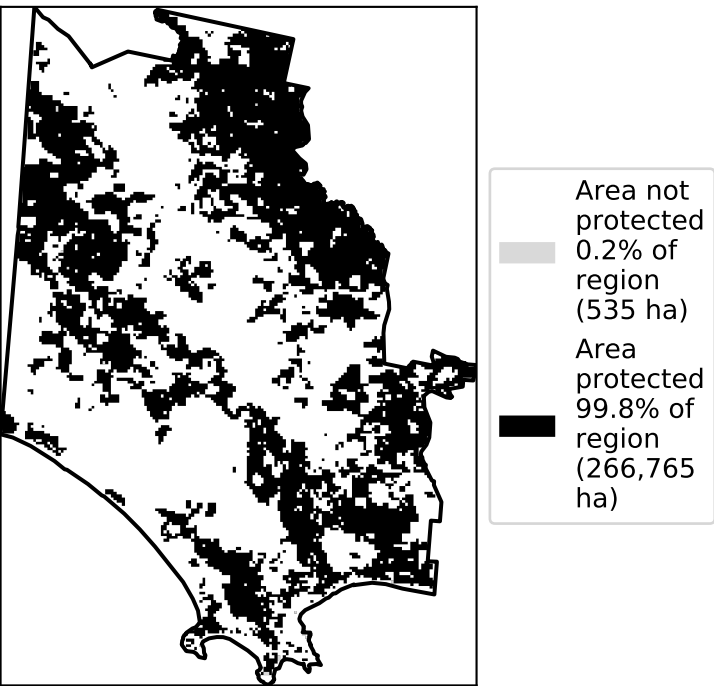 Area not
protected
0.2% of
region
(535 ha)
Area
protected
99.8% of
region
(266,765
ha)